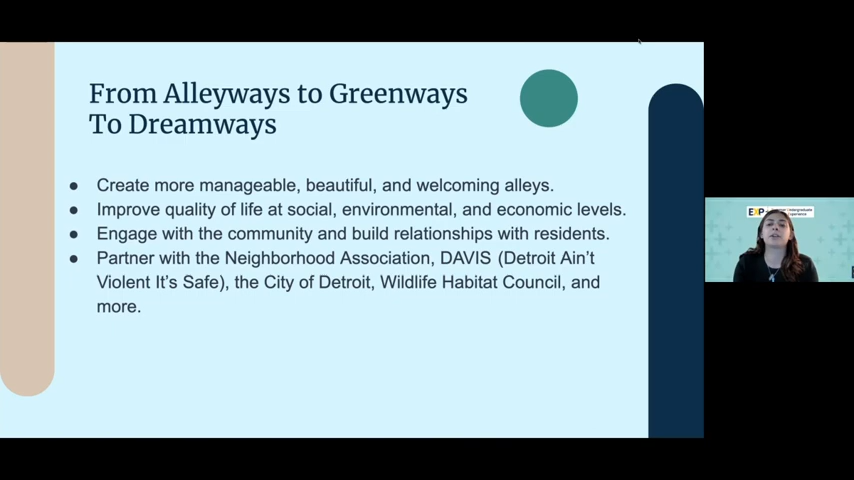 From Alleyways to Greenways
To Dreamways
● Create more manageable, beautiful, and welcoming alleys.
● Improve quality of life at social, environmental, and economic levels.
● Engage with the community and build relationships with residents.
● Partner with the Neighborhood Association, DAVIS (Detroit Ain't
Violent It's Safe), the City of Detroit, Wildlife Habitat Council, and
more.
EXP